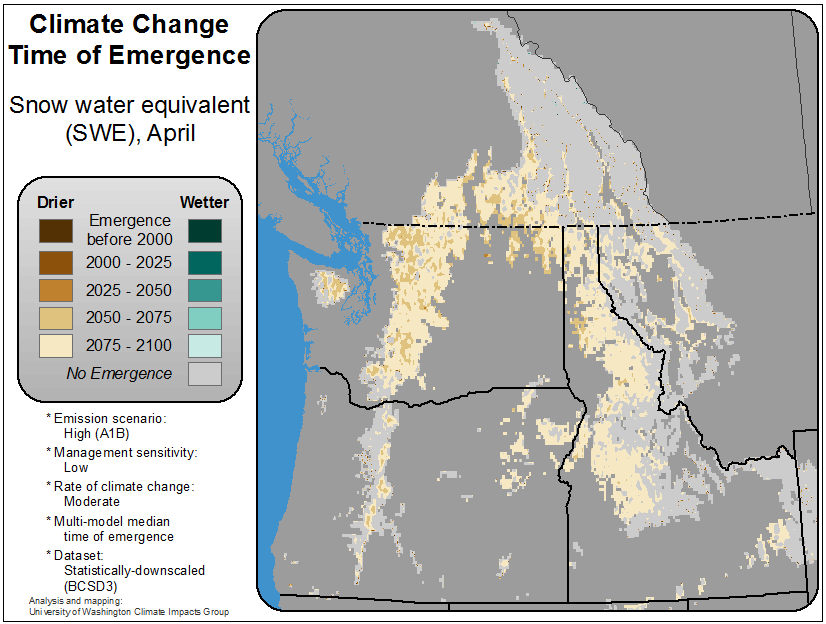 Climate Change
Time of Emergence
Snow water equivalent
(SWE), April
Drier
Wetter
Emergence
before 2000
2000 - 2025
2025 - 2050
2050 - 2075
2075 - 2100
No Emergence
* Emission scenario:
High (A1B)
* Management sensitivity:
Low
* Rate of climate change:
Moderate
* Multi-model median
time of emergence
* Dataset:
Statistically-downscaled
(BCSD3)
Analysis and mapping:
University of Washington Climate Impacts Group